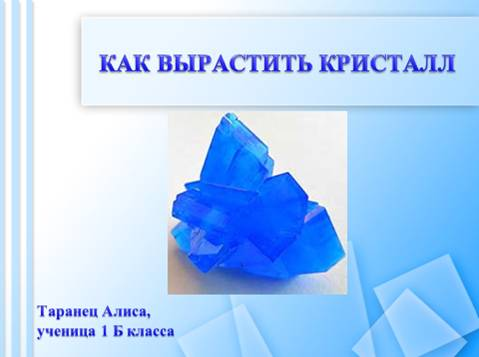 КАК ВЫРАСТИТЬ КРИСТАЛЛ
Таранец Алиса,
ученица 1 Б класса